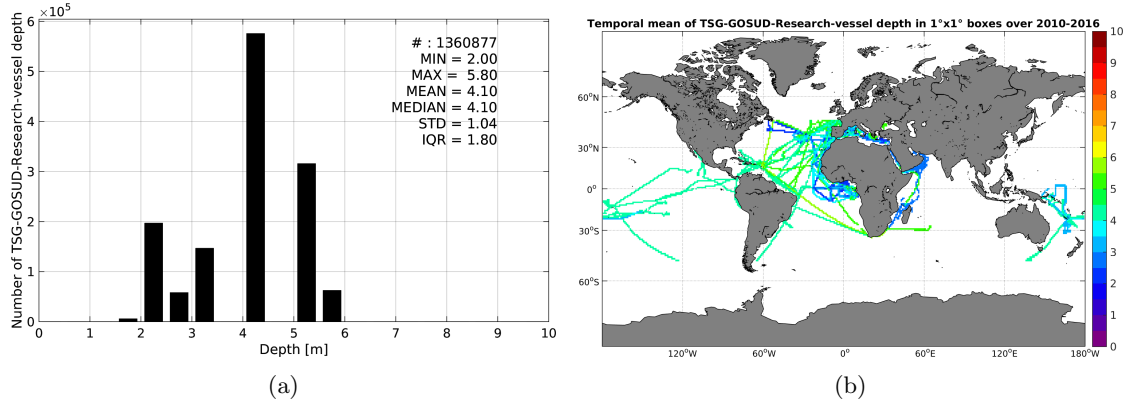 ×10⁵
6
5
4
3
2
1
0
Number of TSG-GOSUD-Research-vessel depth
# : 1360877
MIN = 2.00
MAX = 5.80
MEAN = 4.10
MEDIAN = 4.10
STD = 1.04
IQR = 1.80
0 1 2 3 4 5 6 7 8 9 10
Depth [m]
(a)
Temporal mean of TSG-GOSUD-Research-vessel depth in 1°x1° boxes over 2010-2016
60°N
30°N
0°
30°S
60°S
120°W 60°W 0° 60°E 120°E 180°W
10
9
8
7
6
5
4
3
2
1
0
(b)